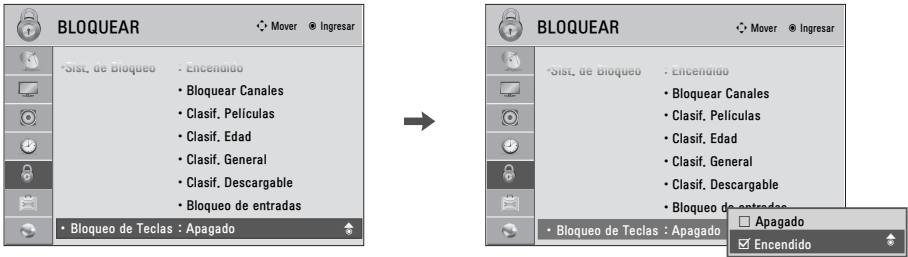 BLOQUEAR Mover Ingresar
•Sist. de Bloqueo : Encendido
• Bloquear Canales
• Clasif. Películas
• Clasif. Edad
• Clasif. General
• Clasif. Descargable
• Bloqueo de entradas
• Bloqueo de Teclas : Apagado
BLOQUEAR Mover Ingresar
•Sist. de Bloqueo : Encendido
• Bloquear Canales
• Clasif. Películas
• Clasif. Edad
• Clasif. General
• Clasif. Descargable
• Bloqueo de entradas
• Bloqueo de Teclas : Apagado
Apagado
Encendido